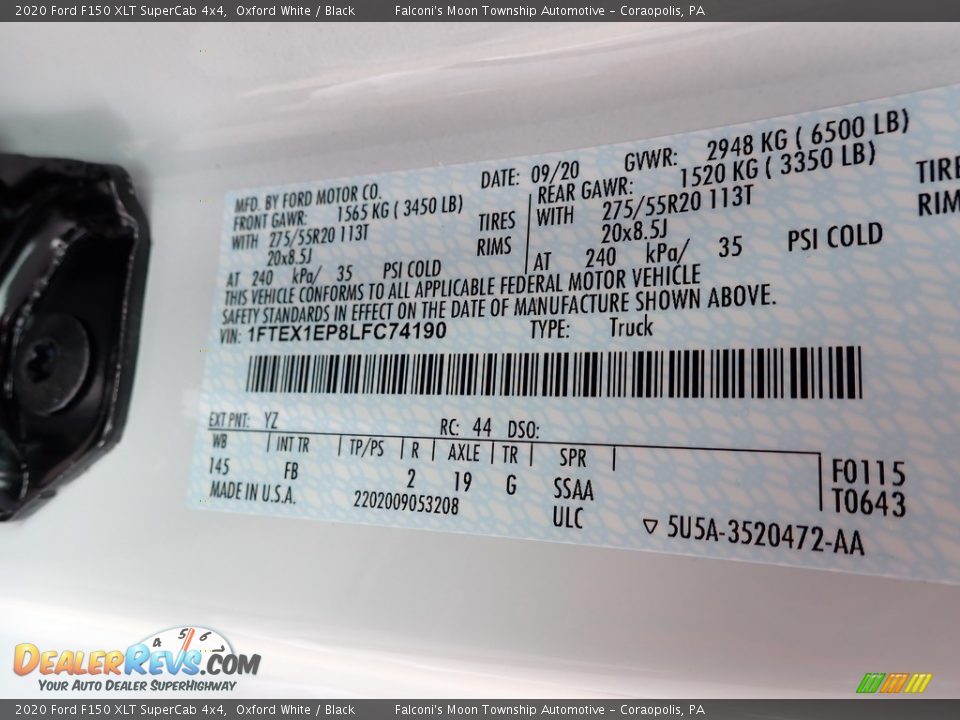 2020 Ford F150 XLT SuperCab 4x4, Oxford White / Black Falconi's Moon Township Automotive - Coraopolis, PA
MFD. BY FORD MOTOR CO. DATE: 09/20 GVWR: 2948 KG ( 6500 LB)
FRONT GAWR: 1565 KG ( 3450 LB) REAR GAWR: 1520 KG ( 3350 LB)
WITH 275/55R20 113T TIRES WITH 275/55R20 113T TIRE
20x8.5J RIMS 20x8.5J RIM
AT 240 kPa/ 35 PSI COLD AT 240 kPa/ 35 PSI COLD
THIS VEHICLE CONFORMS TO ALL APPLICABLE FEDERAL MOTOR VEHICLE
SAFETY STANDARDS IN EFFECT ON THE DATE OF MANUFACTURE SHOWN ABOVE.
VIN: 1FTEX1EP8LFC74190 TYPE: Truck
EXT PNT: YZ RC: 44 DSO:
WB INT TR TP/PS R AXLE TR SPR F0115
145 FB 2 19 G SSAA T0643
MADE IN U.S.A. 2202009053208 ULC ▽ 5U5A-3520472-AA
4 5 6
DEALERREVS.COM
YOUR AUTO DEALER SUPERHIGHWAY
2020 Ford F150 XLT SuperCab 4x4, Oxford White / Black Falconi's Moon Township Automotive - Coraopolis, PA